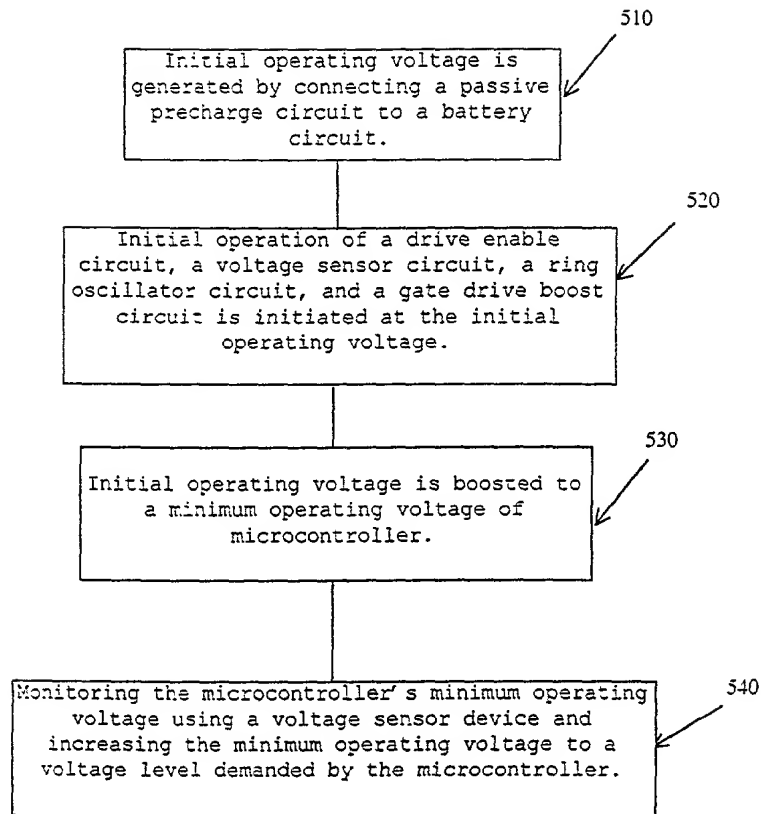 510
Initial operating voltage is
generated by connecting a passive
precharge circuit to a battery
circuit.
520
Initial operation of a drive enable
circuit, a voltage sensor circuit, a ring
oscillator circuit, and a gate drive boost
circuit is initiated at the initial
operating voltage.
530
Initial operating voltage is boosted to
a minimum operating voltage of
microcontroller.
540
Monitoring the microcontroller's minimum operating
voltage using a voltage sensor device and
increasing the minimum operating voltage to a
voltage level demanded by the microcontroller.